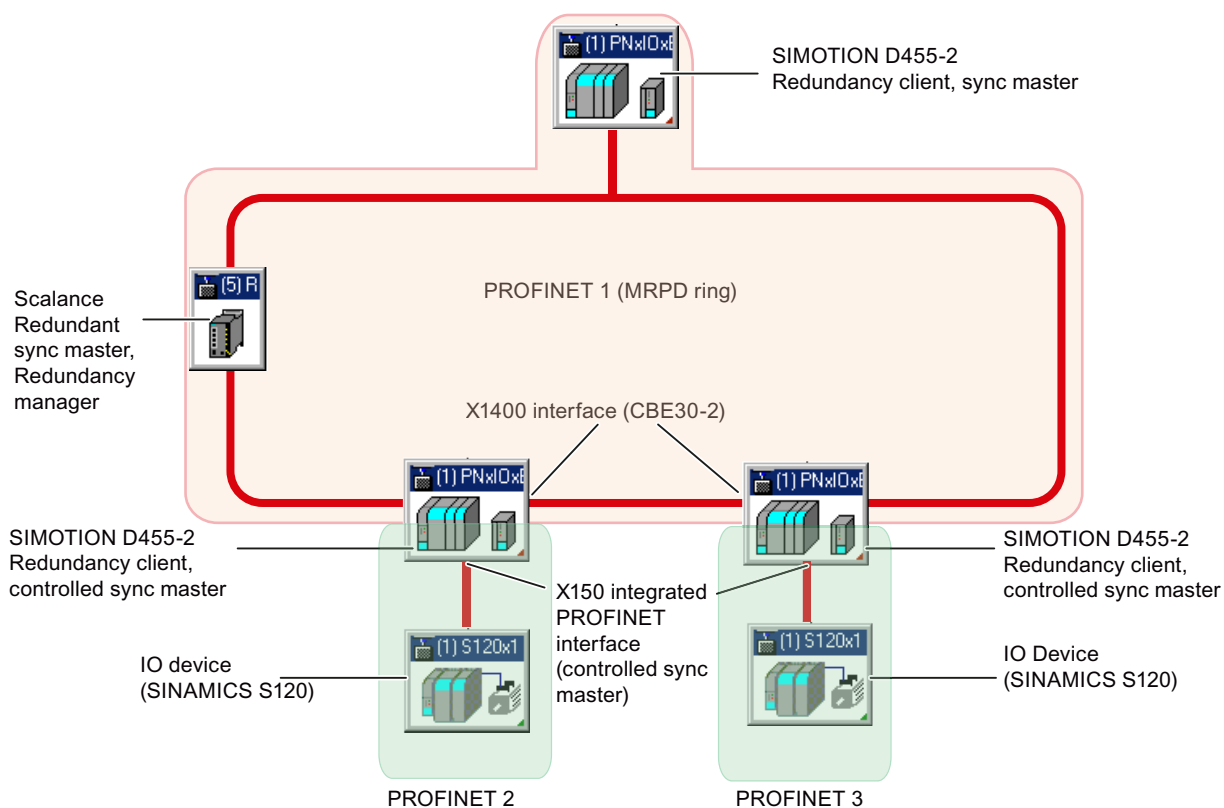 (1) PNxIOxE
SIMOTION D455-2
Redundancy client, sync master
(5) R
Scalance
Redundant
sync master,
Redundancy
manager
PROFINET 1 (MRPD ring)
X1400 interface (CBE30-2)
(1) PNxIOxE
(1) PNxIOxE
SIMOTION D455-2
Redundancy client,
controlled sync master
SIMOTION D455-2
Redundancy client,
controlled sync master
X150 integrated
PROFINET
interface
(controlled sync
master)
(1) S120x1
(1) S120x1
IO device
(SINAMICS S120)
IO Device
(SINAMICS S120)
PROFINET 2
PROFINET 3